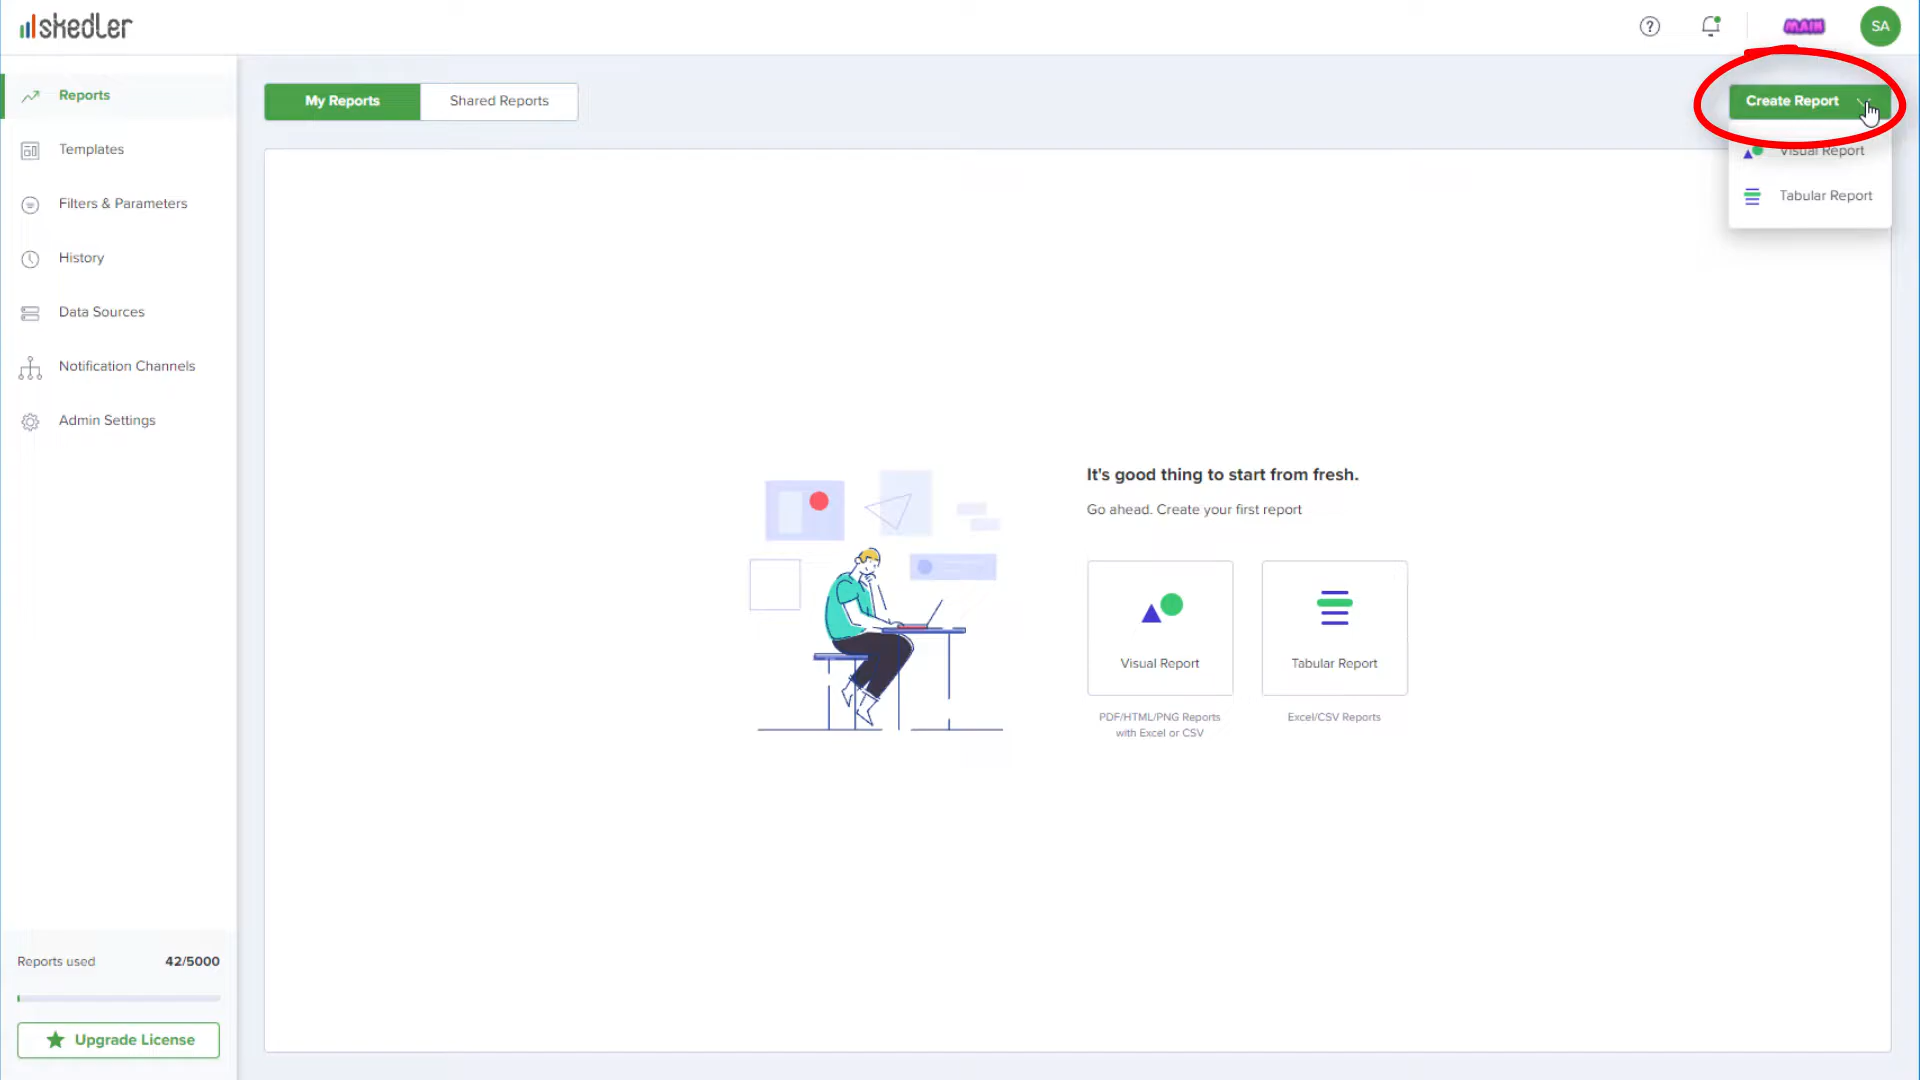 skedler
MAIN
SA
Reports
Templates
Filters & Parameters
History
Data Sources
Notification Channels
Admin Settings
My Reports
Shared Reports
Create Report
Visual Report
Tabular Report
It's good thing to start from fresh.
Go ahead. Create your first report
Visual Report
Tabular Report
PDF/HTML/PNG Reports
with Excel or CSV
Excel/CSV Reports
Reports used
42/5000
Upgrade License